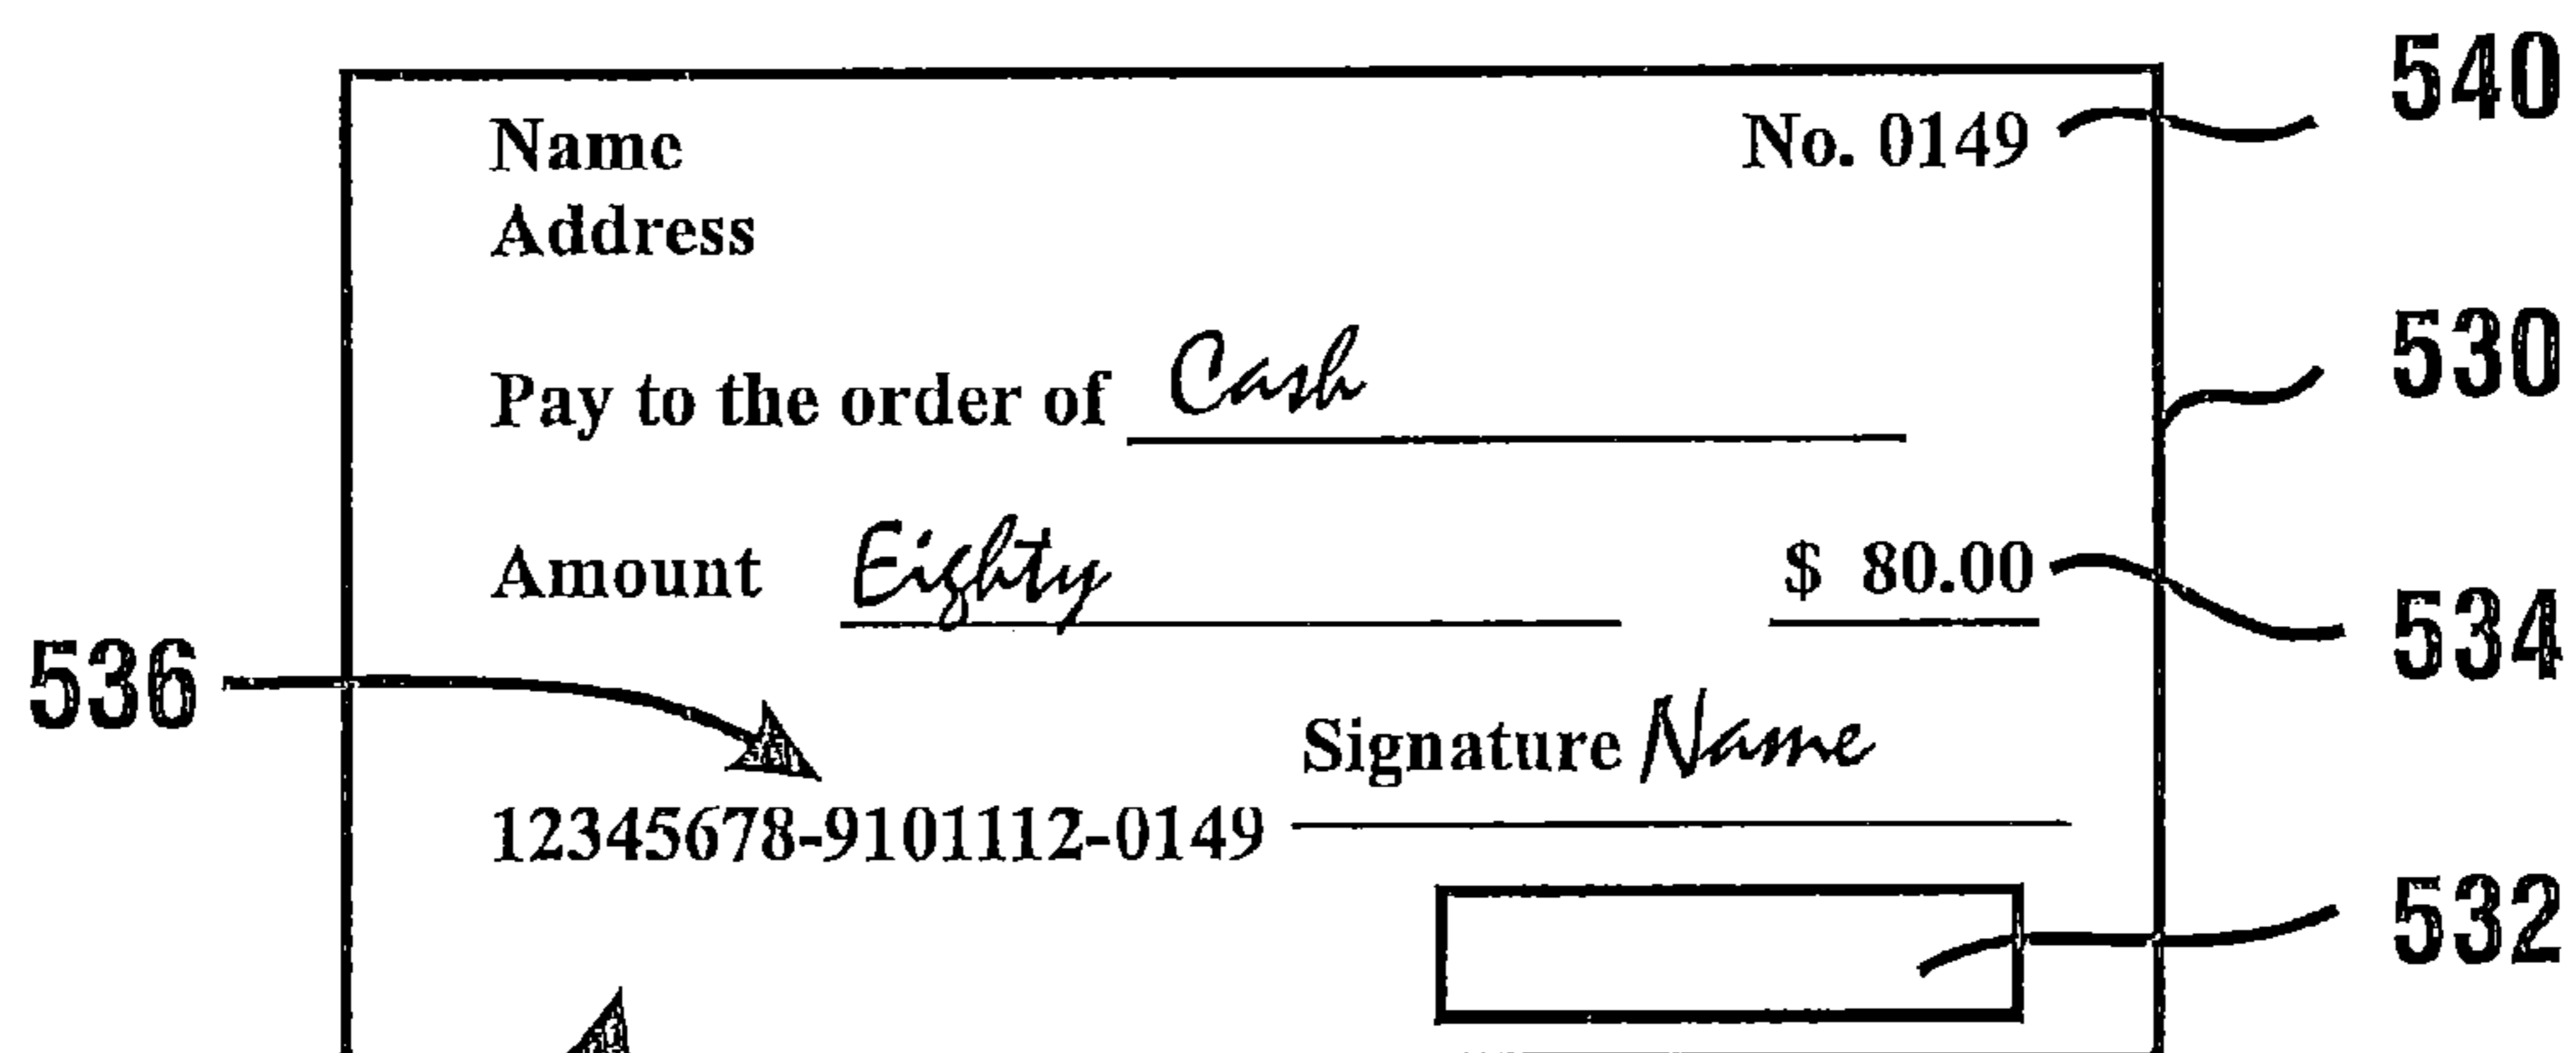 540
Name No. 0149
Address
530
Pay to the order of Cash
Amount Eighty $ 80.00
534
536
Signature Name
12345678-9101112-0149
532